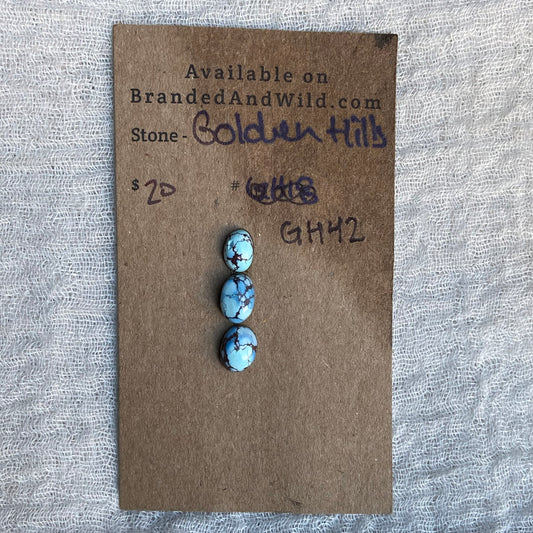 Available on
BrandedAndWild.com
Stone - Golden Hills
$ 20 #
GH42